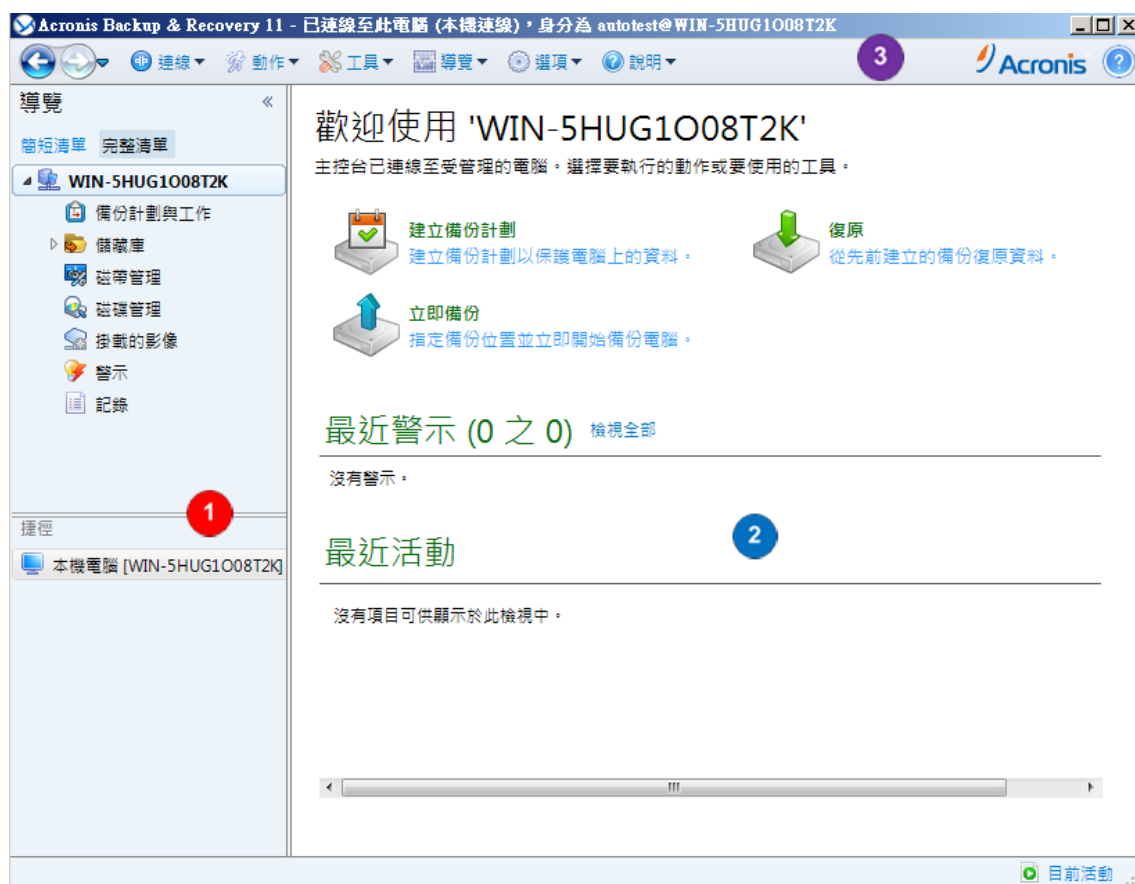 Acronis Backup & Recovery 11 - 已連線至此電腦 (本機連線)，身分為 autotest@WIN-5HUG1O08T2K
連線 動作 工具 導覽 選項 說明 3 Acronis ?
導覽 «
簡短清單 完整清單
WIN-5HUG1O08T2K
備份計劃與工作
儲藏庫
磁帶管理
磁碟管理
掛載的影像
警示
記錄
1
捷徑
本機電腦 [WIN-5HUG1O08T2K]
歡迎使用 'WIN-5HUG1O08T2K'
主控台已連線至受管理的電腦。選擇要執行的動作或要使用的工具。
建立備份計劃
建立備份計劃以保護電腦上的資料。
復原
從先前建立的備份復原資料。
立即備份
指定備份位置並立即開始備份電腦。
最近警示 (0 之 0) 檢視全部
沒有警示。
2
最近活動
沒有項目可供顯示於此檢視中。
目前活動